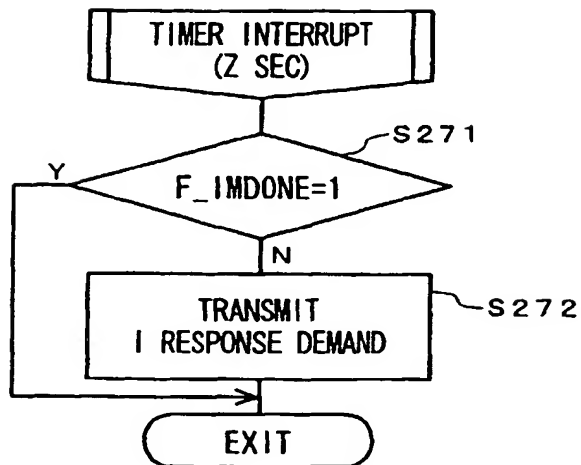 TIMER INTERRUPT
(Z SEC)
S271
Y
F_IMDONE=1
N
TRANSMIT
I RESPONSE DEMAND
S272
EXIT